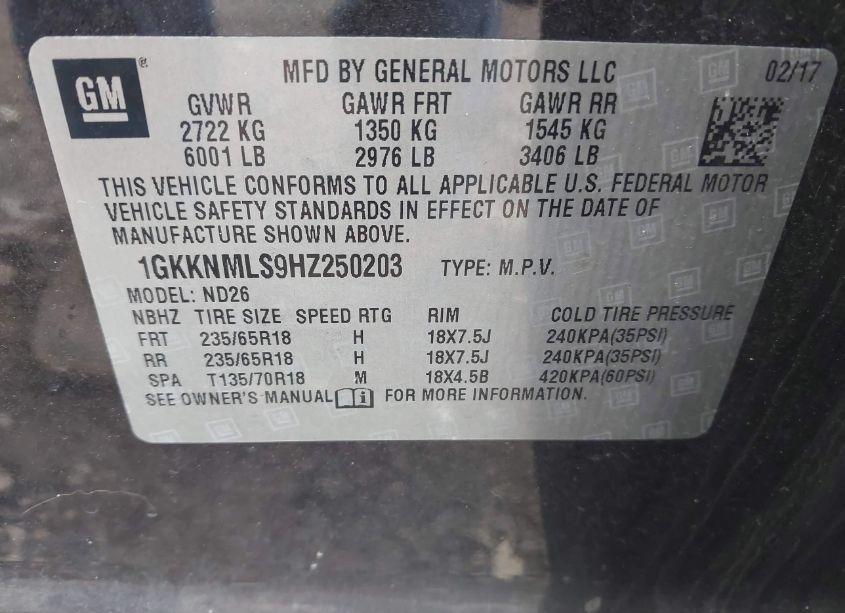 GM®
MFD BY GENERAL MOTORS LLC 02/17
GVWR GAWR FRT GAWR RR
2722 KG 1350 KG 1545 KG
6001 LB 2976 LB 3406 LB
THIS VEHICLE CONFORMS TO ALL APPLICABLE U.S. FEDERAL MOTOR
VEHICLE SAFETY STANDARDS IN EFFECT ON THE DATE OF
MANUFACTURE SHOWN ABOVE.
1GKKNMLS9HZ250203 TYPE: M.P.V.
MODEL: ND26
NBHZ TIRE SIZE SPEED RTG RIM COLD TIRE PRESSURE
FRT 235/65R18 H 18X7.5J 240KPA(35PSI)
RR 235/65R18 H 18X7.5J 240KPA(35PSI)
SPA T135/70R18 M 18X4.5B 420KPA(60PSI)
SEE OWNER'S MANUAL i FOR MORE INFORMATION.